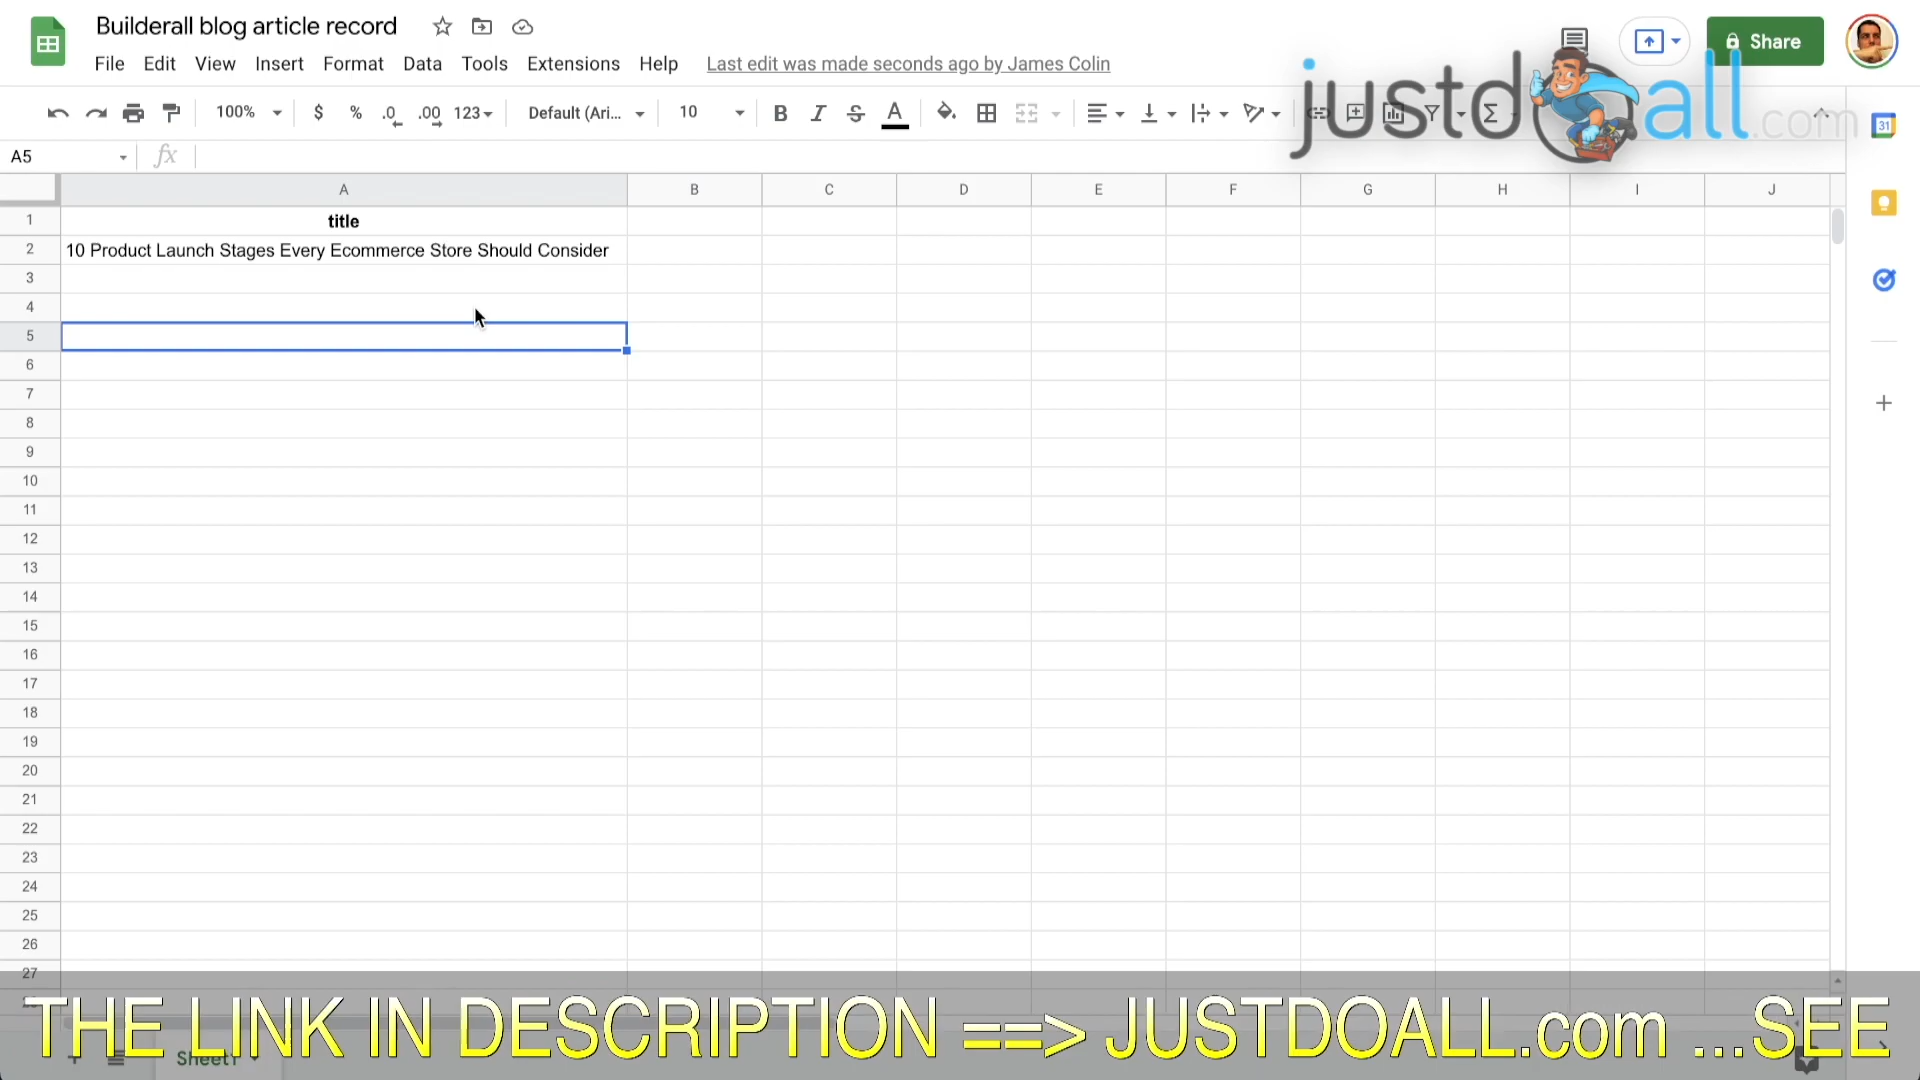 Builderall blog article record
File Edit View Insert Format Data Tools Extensions Help Last edit was made seconds ago by James Colin
Share
justdoall.com
100% $ % .0 .00 123 Default (Ari... 10 B I S A
31
A5 fx
A B C D E F G H I J
1 title
2 10 Product Launch Stages Every Ecommerce Store Should Consider
3
4
5
6
7
8
9
10
11
12
13
14
15
16
17
18
19
20
21
22
23
24
25
26
27
THE LINK IN DESCRIPTION ==> JUSTDOALL.com ...SEE
Sheet1